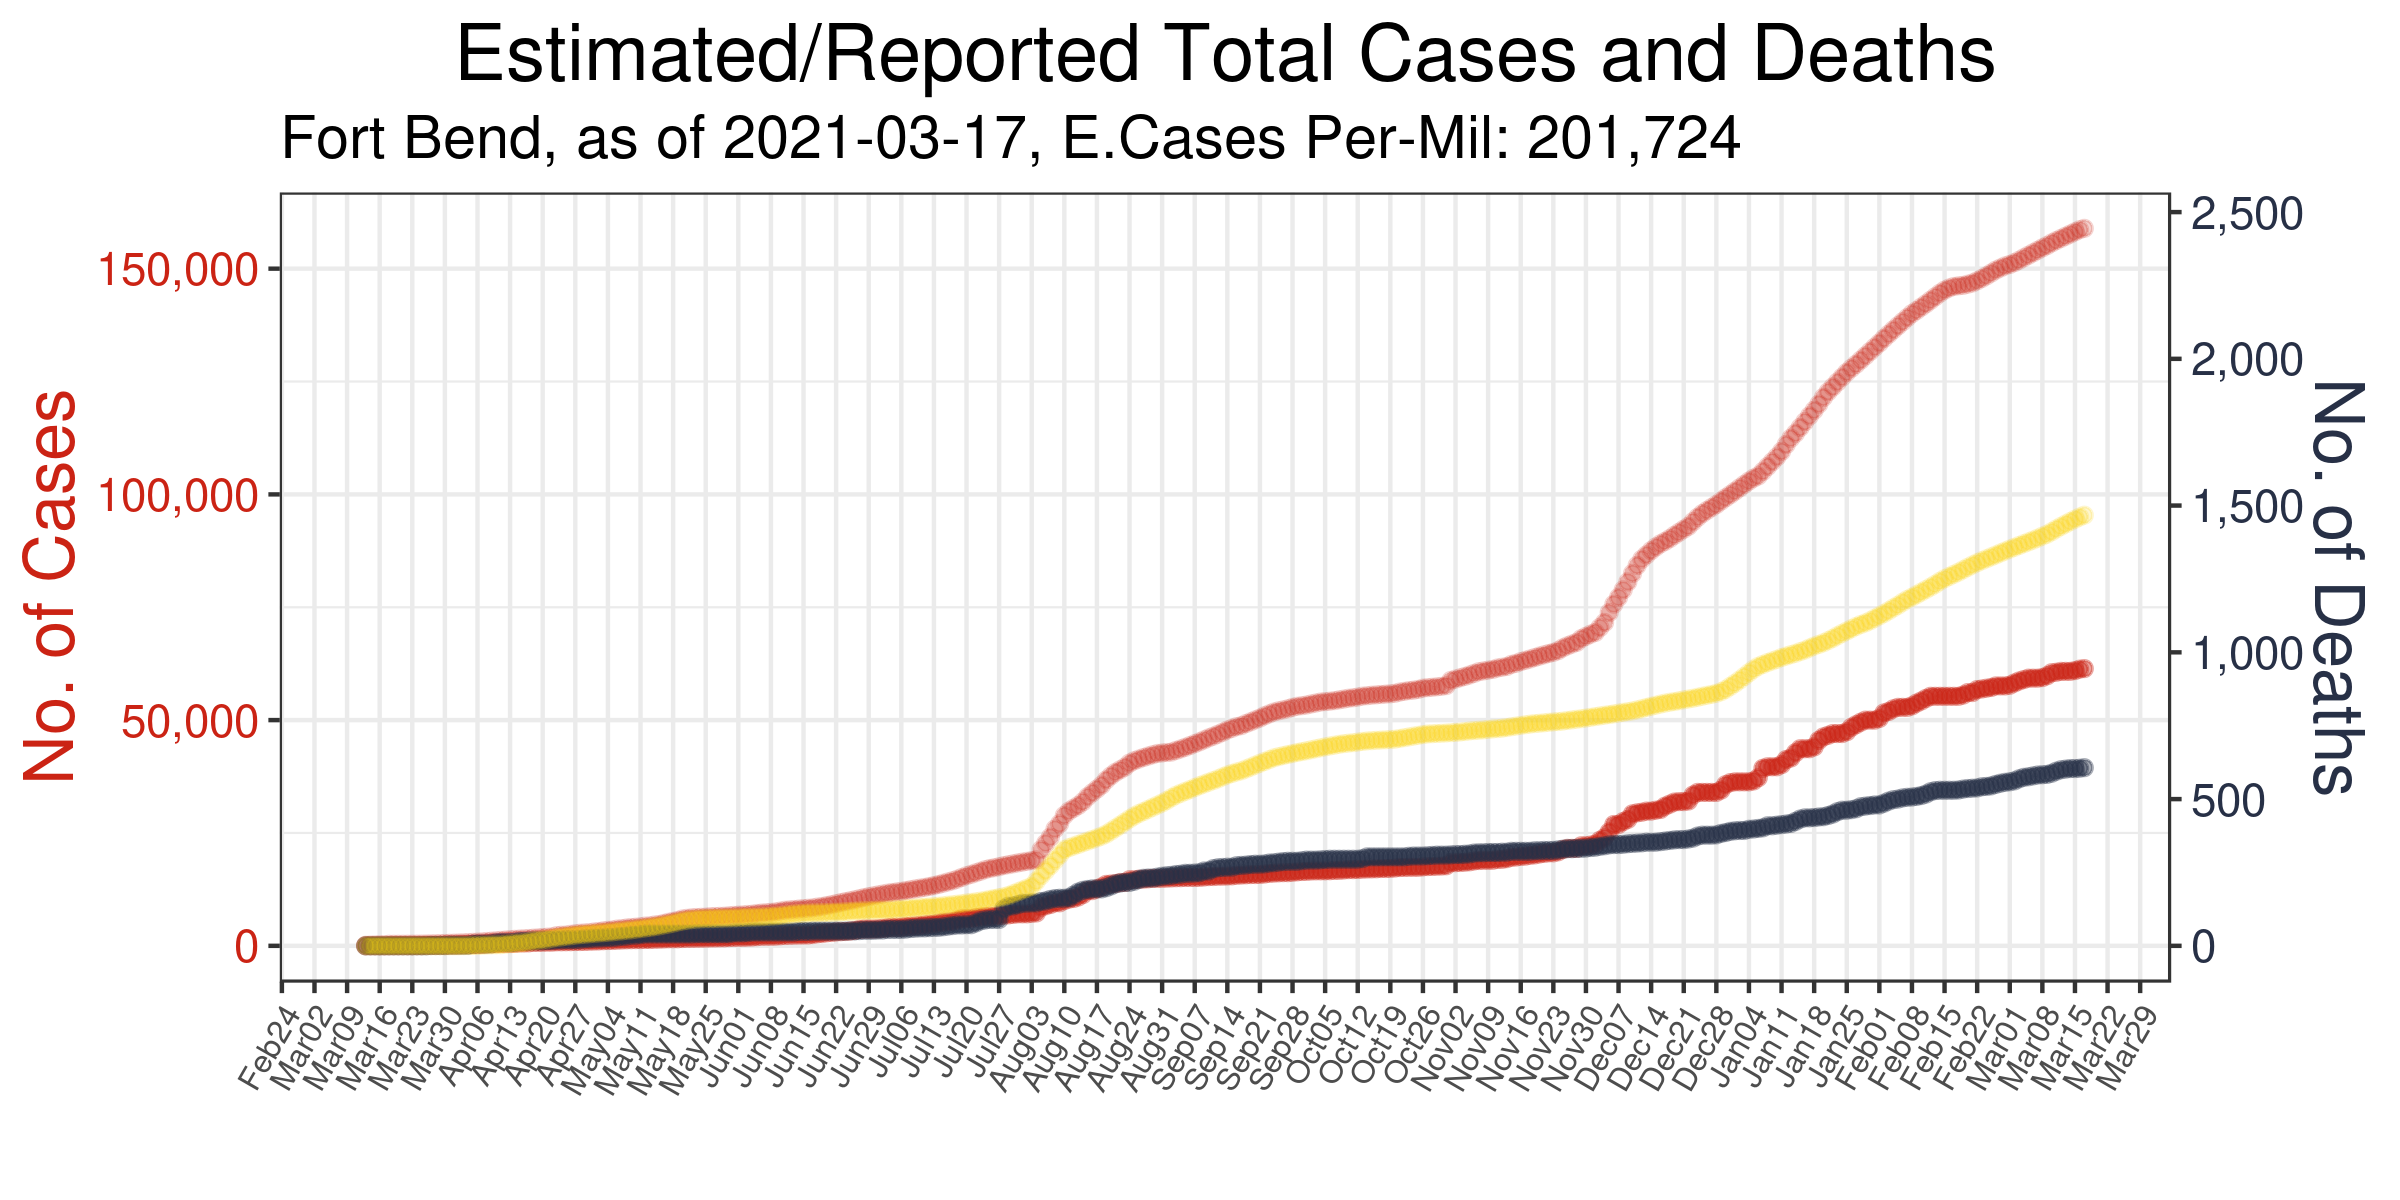 Estimated/Reported Total Cases and Deaths
Fort Bend, as of 2021-03-17, E.Cases Per-Mil: 201,724
No. of Cases
150,000
100,000
50,000
0
2,500
2,000
1,500
1,000
500
0
No. of Deaths
Feb24
Mar02
Mar09
Mar16
Mar23
Mar30
Apr06
Apr13
Apr20
Apr27
May04
May11
May18
May25
Jun01
Jun08
Jun15
Jun22
Jun29
Jul06
Jul13
Jul20
Jul27
Aug03
Aug10
Aug17
Aug24
Aug31
Sep07
Sep14
Sep21
Sep28
Oct05
Oct12
Oct19
Oct26
Nov02
Nov09
Nov16
Nov23
Nov30
Dec07
Dec14
Dec21
Dec28
Jan04
Jan11
Jan18
Jan25
Feb01
Feb08
Feb15
Feb22
Mar01
Mar08
Mar15
Mar22
Mar29